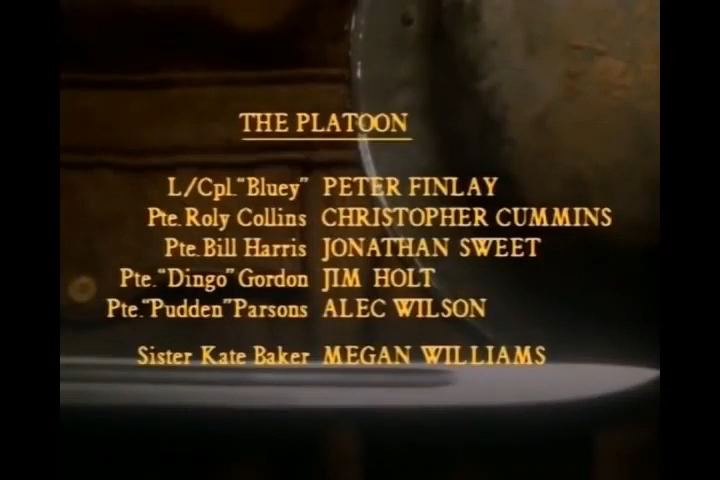 THE PLATOON
L/Cpl."Bluey" PETER FINLAY
Pte.Roly Collins CHRISTOPHER CUMMINS
Pte.Bill Harris JONATHAN SWEET
Pte."Dingo"Gordon JIM HOLT
Pte."Pudden"Parsons ALEC WILSON
Sister Kate Baker MEGAN WILLIAMS